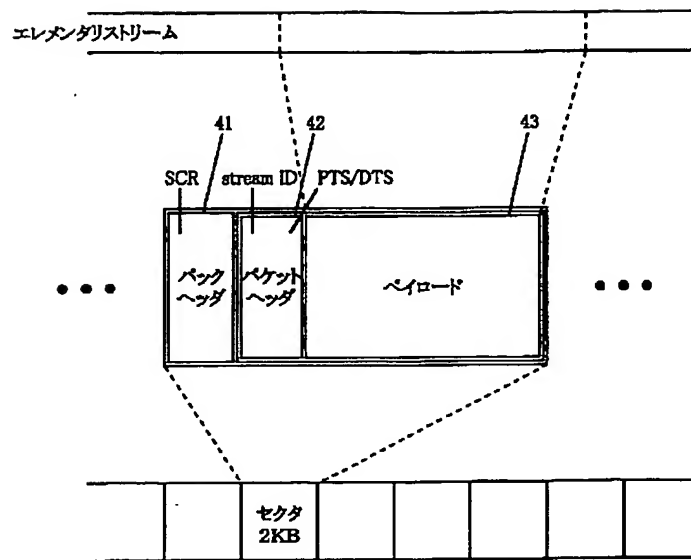 エレメンタリストリーム
41
42
43
SCR
stream ID
PTS/DTS
パック
ヘッダ
パケット
ヘッダ
ペイロード
セクタ
2KB